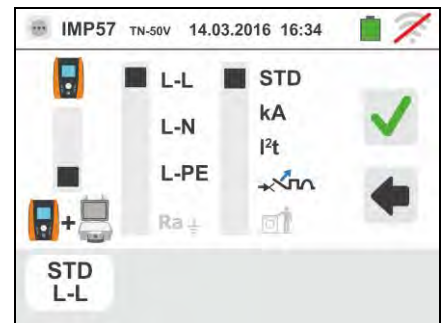 IMP57 TN-50V 14.03.2016 16:34
L-L STD
L-N kA
I²t
L-PE
+
Ra
STD
L-L